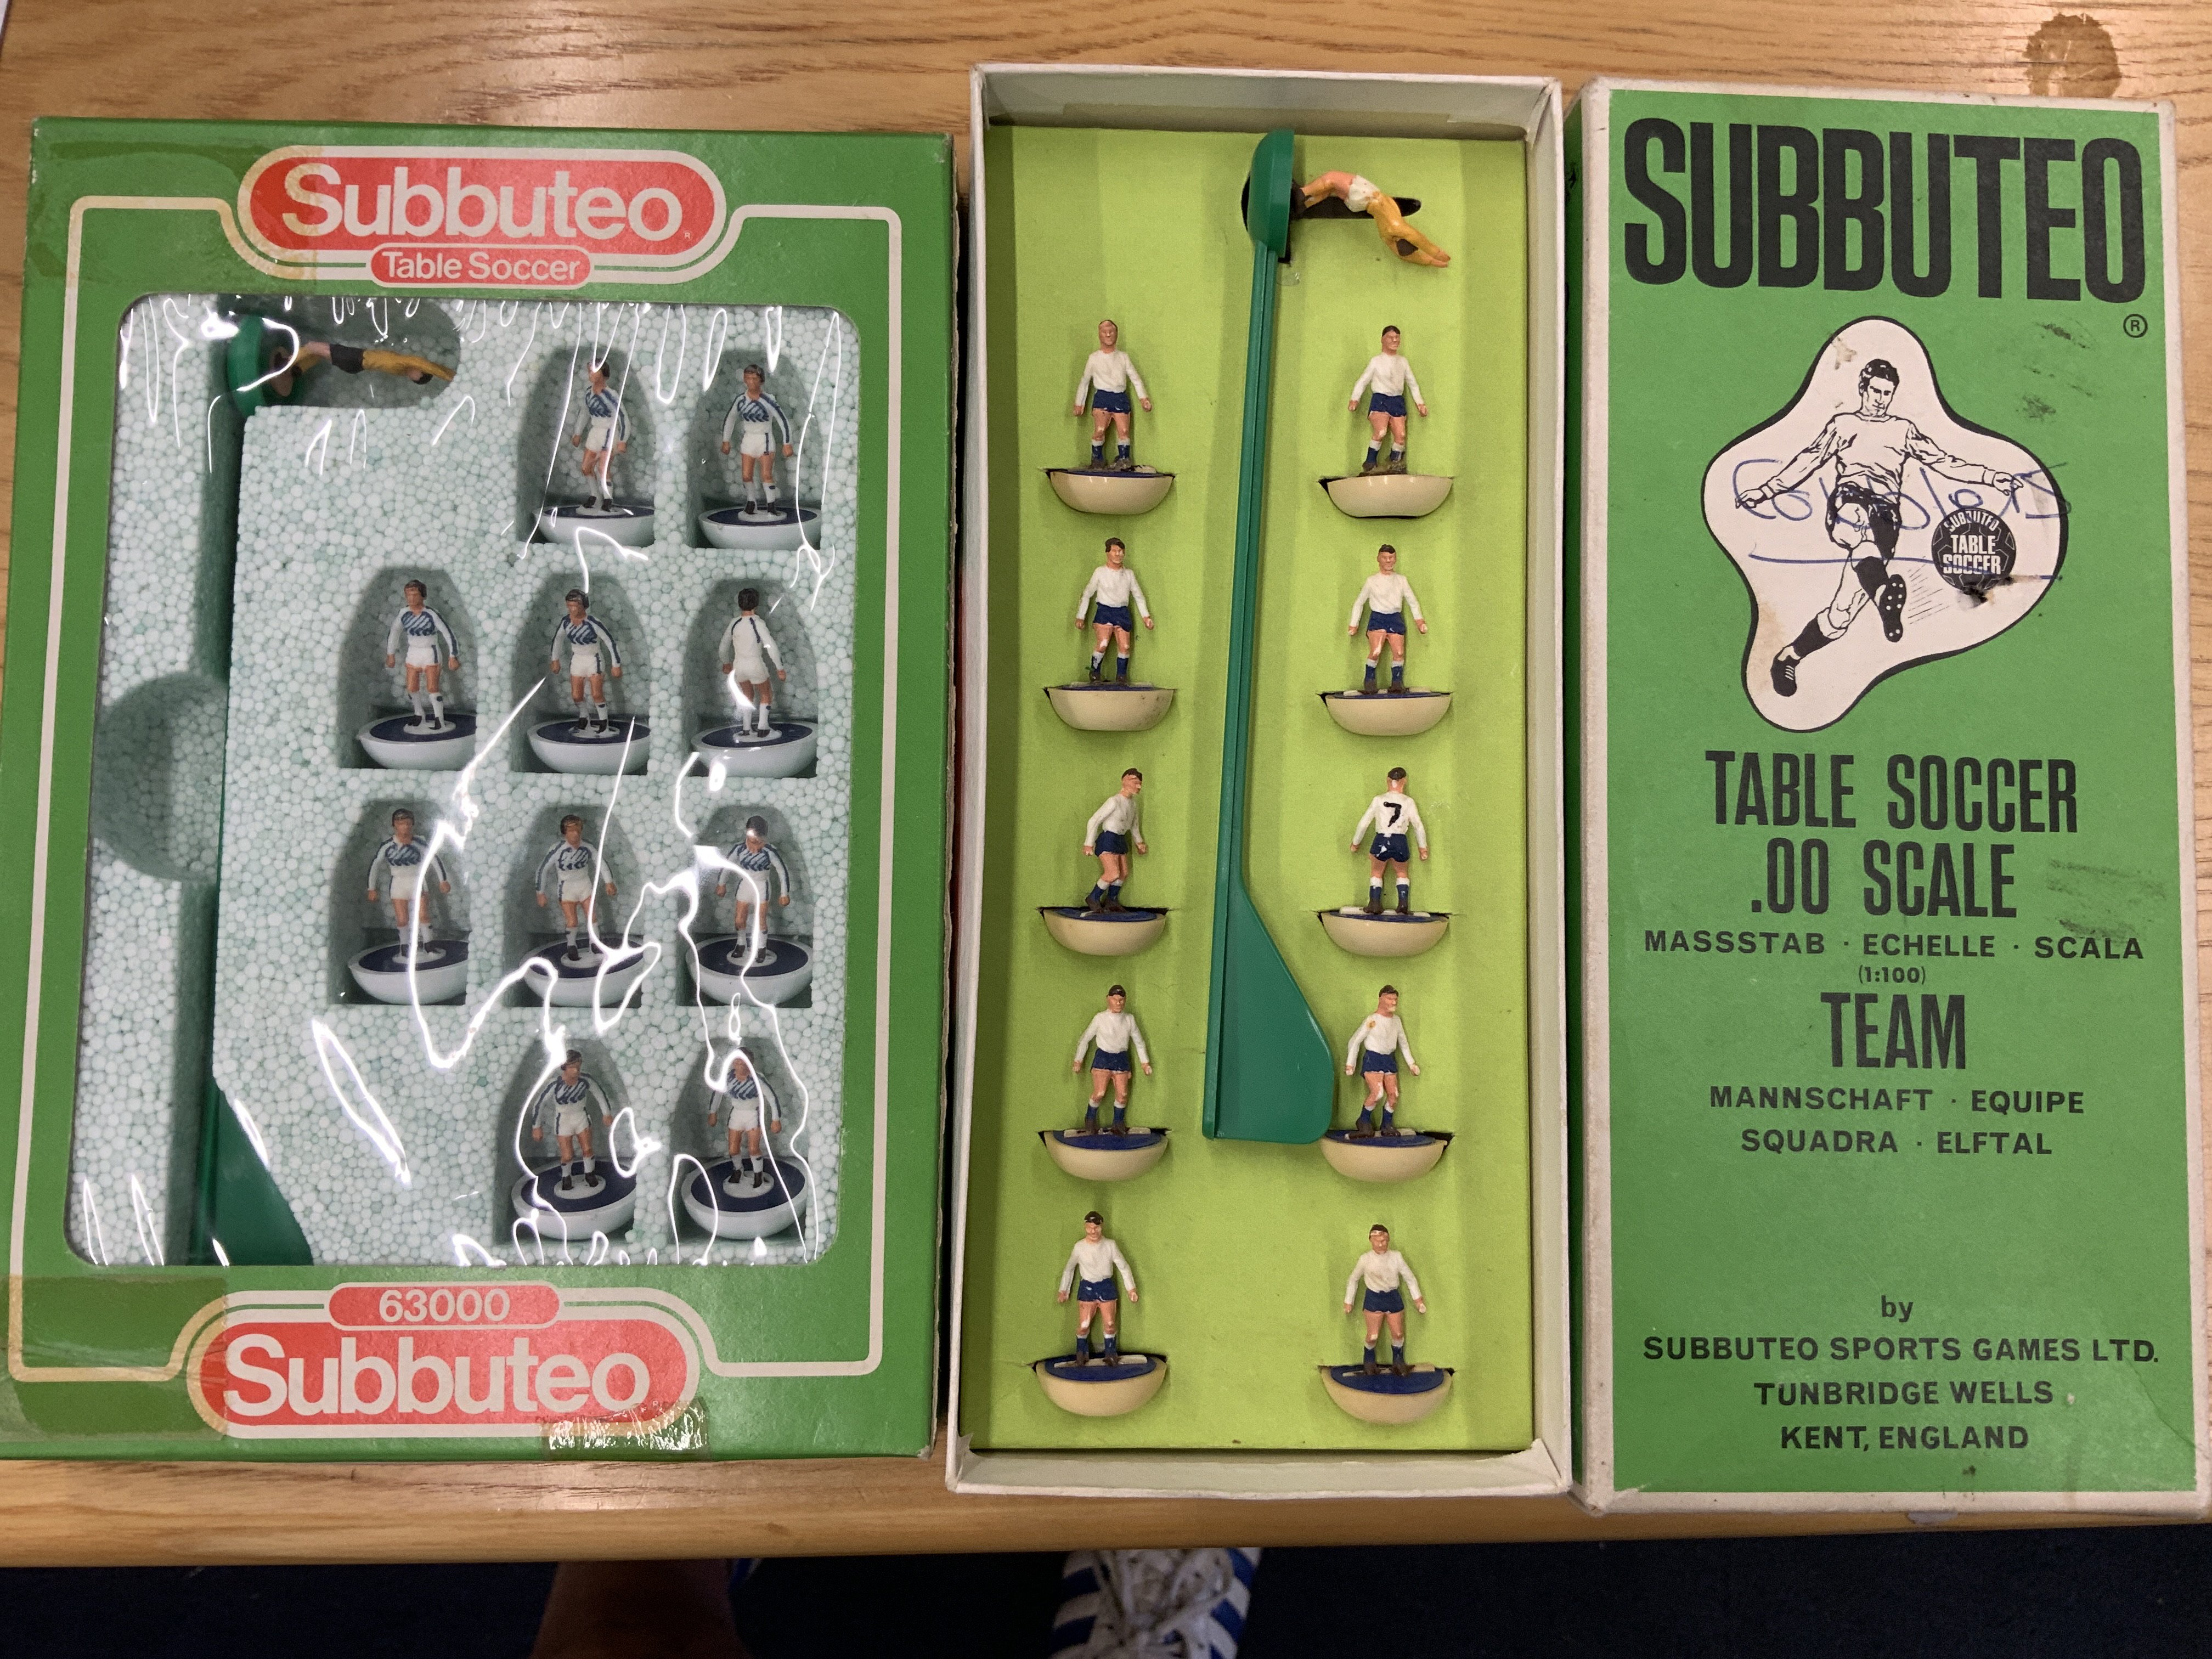 Subbuteo
Table Soccer
63000
Subbuteo
7
SUBBUTEO
®
SUBBUTEO
TABLE
SOCCER
TABLE SOCCER
.00 SCALE
MASSSTAB · ECHELLE · SCALA
(1:100)
TEAM
MANNSCHAFT · EQUIPE
SQUADRA · ELFTAL
by
SUBBUTEO SPORTS GAMES LTD.
TUNBRIDGE WELLS
KENT, ENGLAND